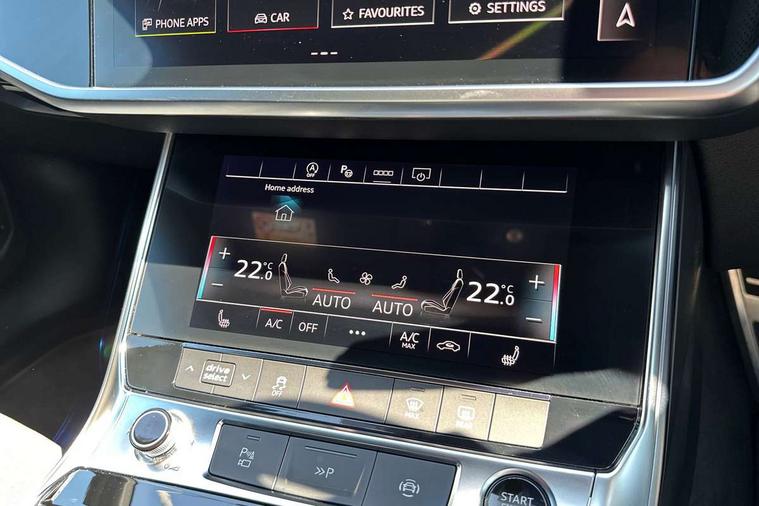 PHONE APPS
CAR
FAVOURITES
SETTINGS
A
OFF
P
Home address
+ 22.0 °C
AUTO
AUTO
22.0 °C +
−
−
A/C
OFF
...
A/C
MAX
drive
select
OFF
MAX
REAR
P
>>P
START